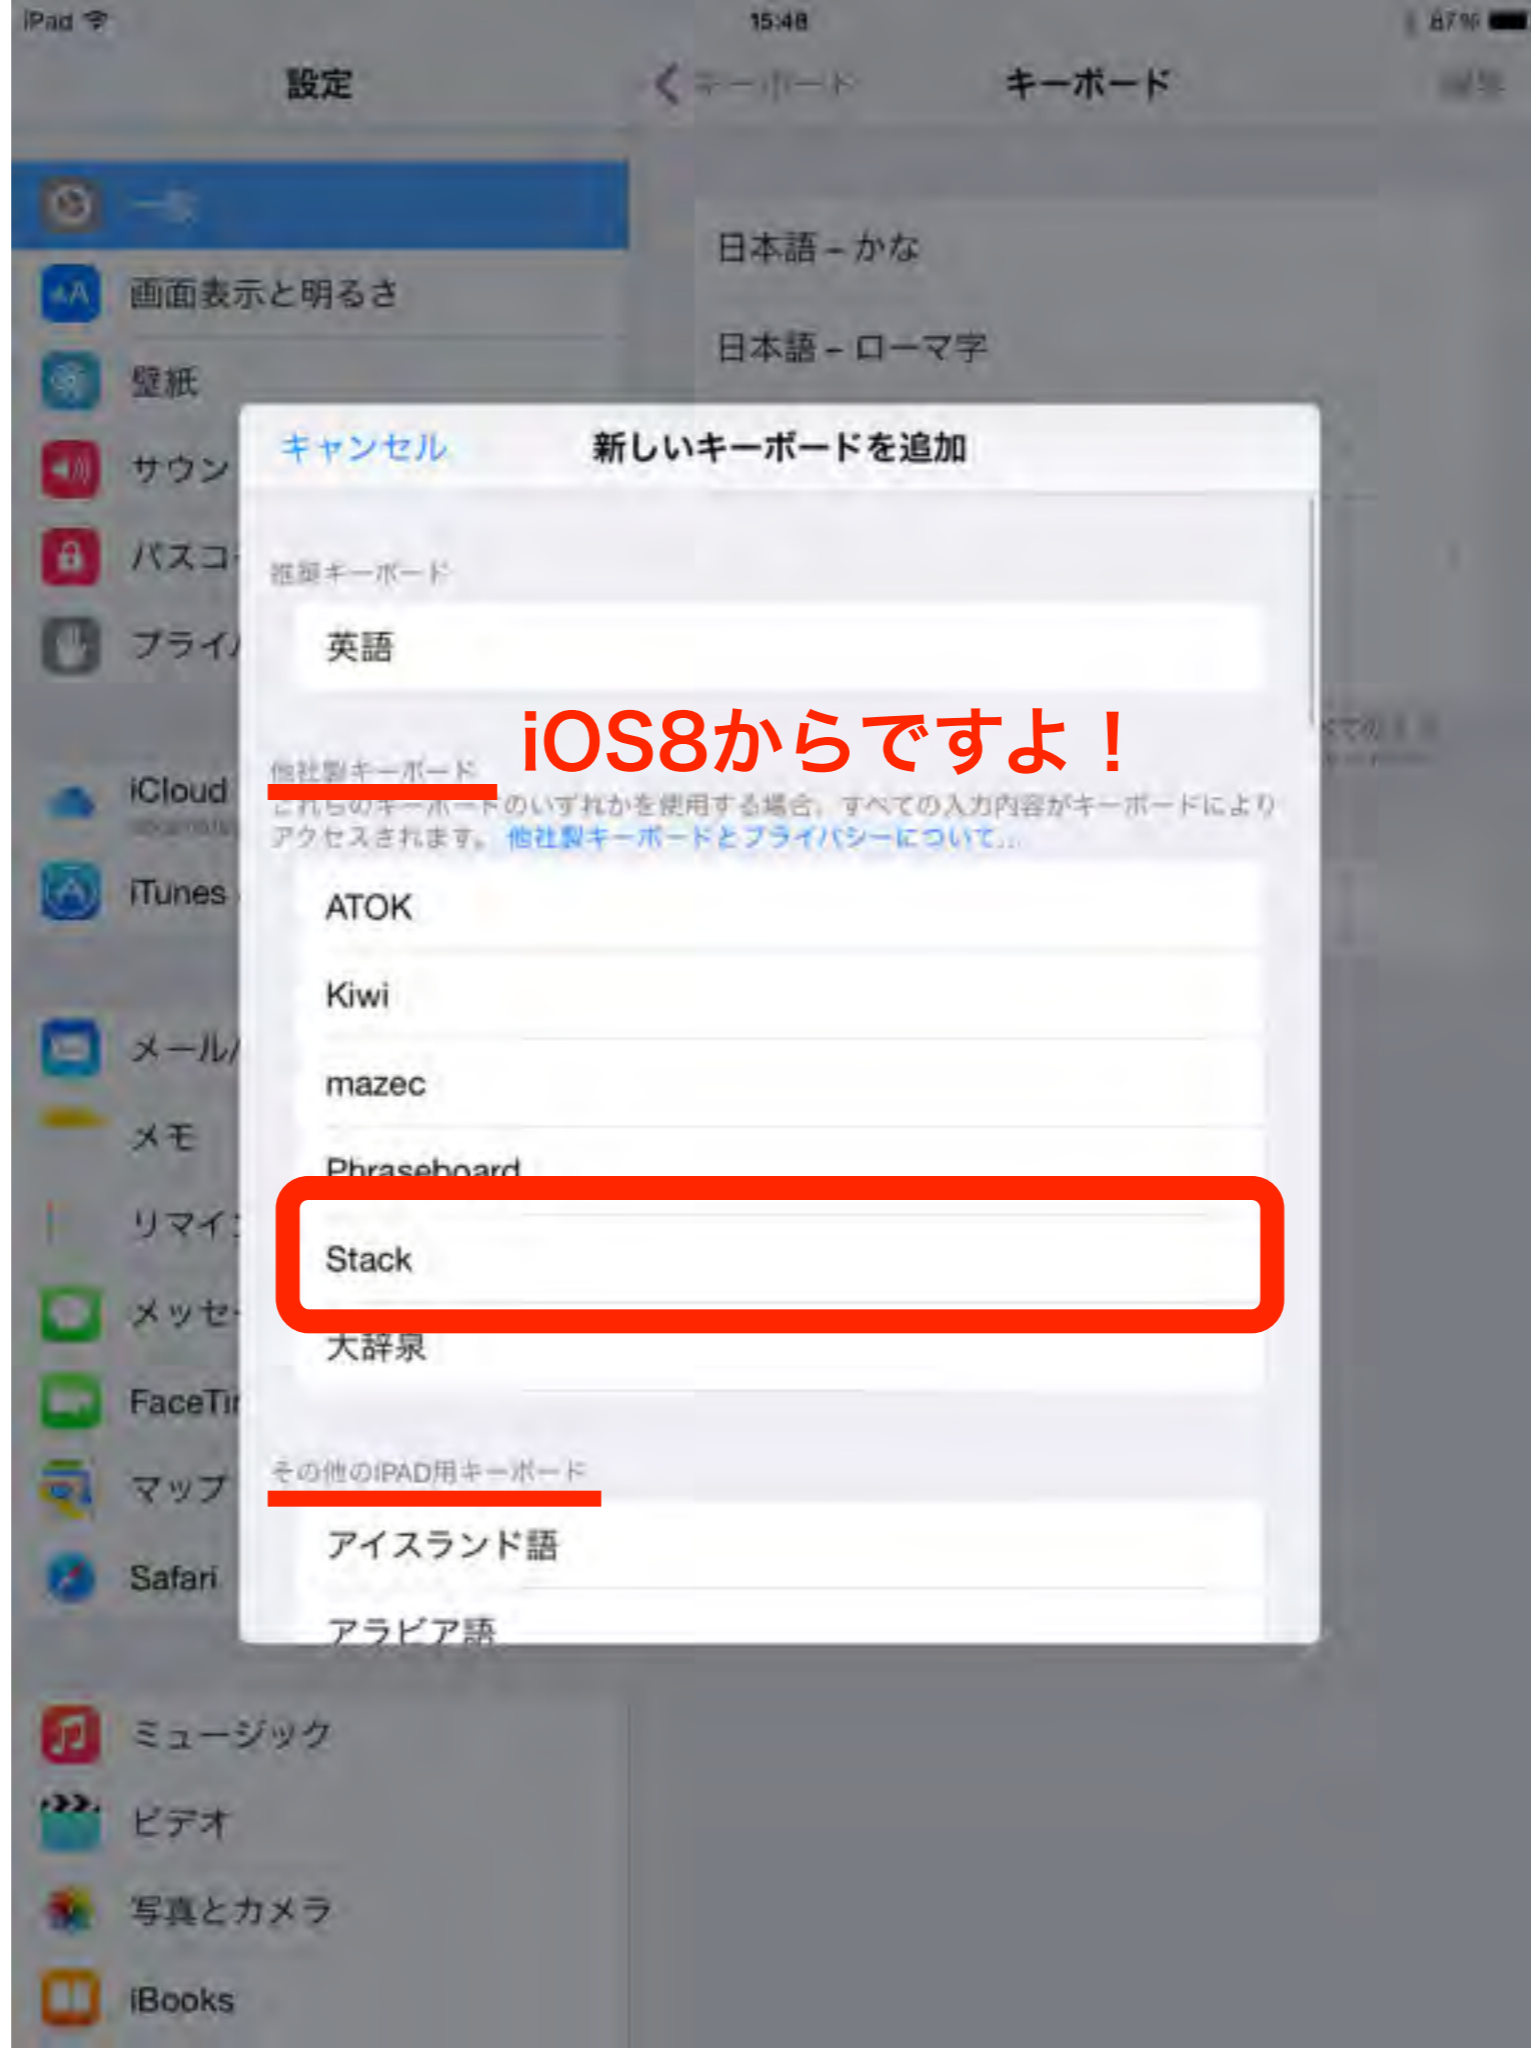 iPad
15:48
87%
設定
キーボード
キーボード
一般
画面表示と明るさ
壁紙
サウン
パスコー
プライバ
iCloud
iTunes
メール/
メモ
リマイン
メッセー
FaceTim
マップ
Safari
ミュージック
ビデオ
写真とカメラ
iBooks
日本語 – かな
日本語 – ローマ字
キャンセル
新しいキーボードを追加
推奨キーボード
英語
iOS8からですよ！
他社製キーボード
これらのキーボードのいずれかを使用する場合、すべての入力内容がキーボードにより
アクセスされます。 他社製キーボードとプライバシーについて...
ATOK
Kiwi
mazec
Phraseboard
Stack
大辞泉
その他のIPAD用キーボード
アイスランド語
アラビア語